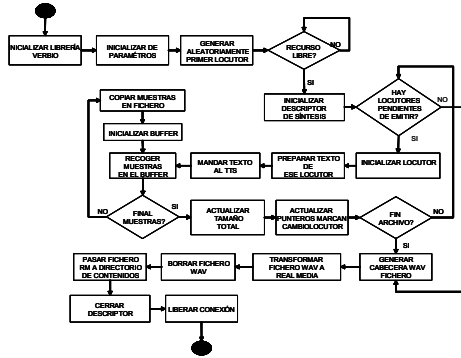 INICIALIZAR LIBRERÍA
VERBIO
INICIALIZAR DE
PARAMÉTROS
GENERAR
ALEATORIAMENTE
PRIMER LOCUTOR
RECURSO
LIBRE?
NO
SI
INICIALIZAR
DESCRIPTOR
DE SÍNTESIS
HAY
LOCUTORES
PENDIENTES
DE EMITIR?
NO
SI
COPIAR MUESTRAS
EN FICHERO
INICIALIZAR BUFFER
RECOGER
MUESTRAS
EN EL BUFFER
MANDAR TEXTO
AL TTS
PREPARAR TEXTO
DE
ESE LOCUTOR
INICIALIZAR LOCUTOR
NO
FINAL
MUESTRAS?
SI
ACTUALIZAR
TAMAÑO
TOTAL
ACTUALIZAR
PUNTEROS MARCAN
CAMBIOLOCUTOR
FIN
ARCHIVO?
NO
SI
PASAR FICHERO
RM A DIRECTORIO
DE CONTENIDOS
BORRAR FICHERO
WAV
TRANSFORMAR
FICHERO WAV A
REAL MEDIA
GENERAR
CABECERA WAV
FICHERO
CERRAR
DESCRIPTOR
LIBERAR CONEXIÓN